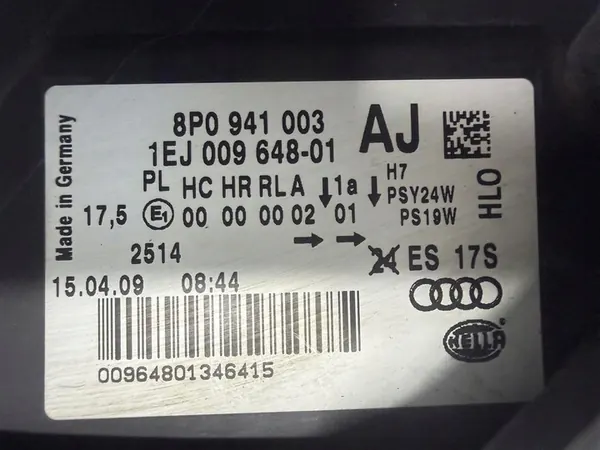 Made in Germany
8P0 941 003 AJ
1EJ 009 648-01
PL HC HR RL A ↓ 1a ↓ H7
17,5 E1 00 00 00 02 01 PSY24W
PS19W
HLO
→ →
2514 24 ES 17S
15.04.09 08:44
00964801346415
HELLA